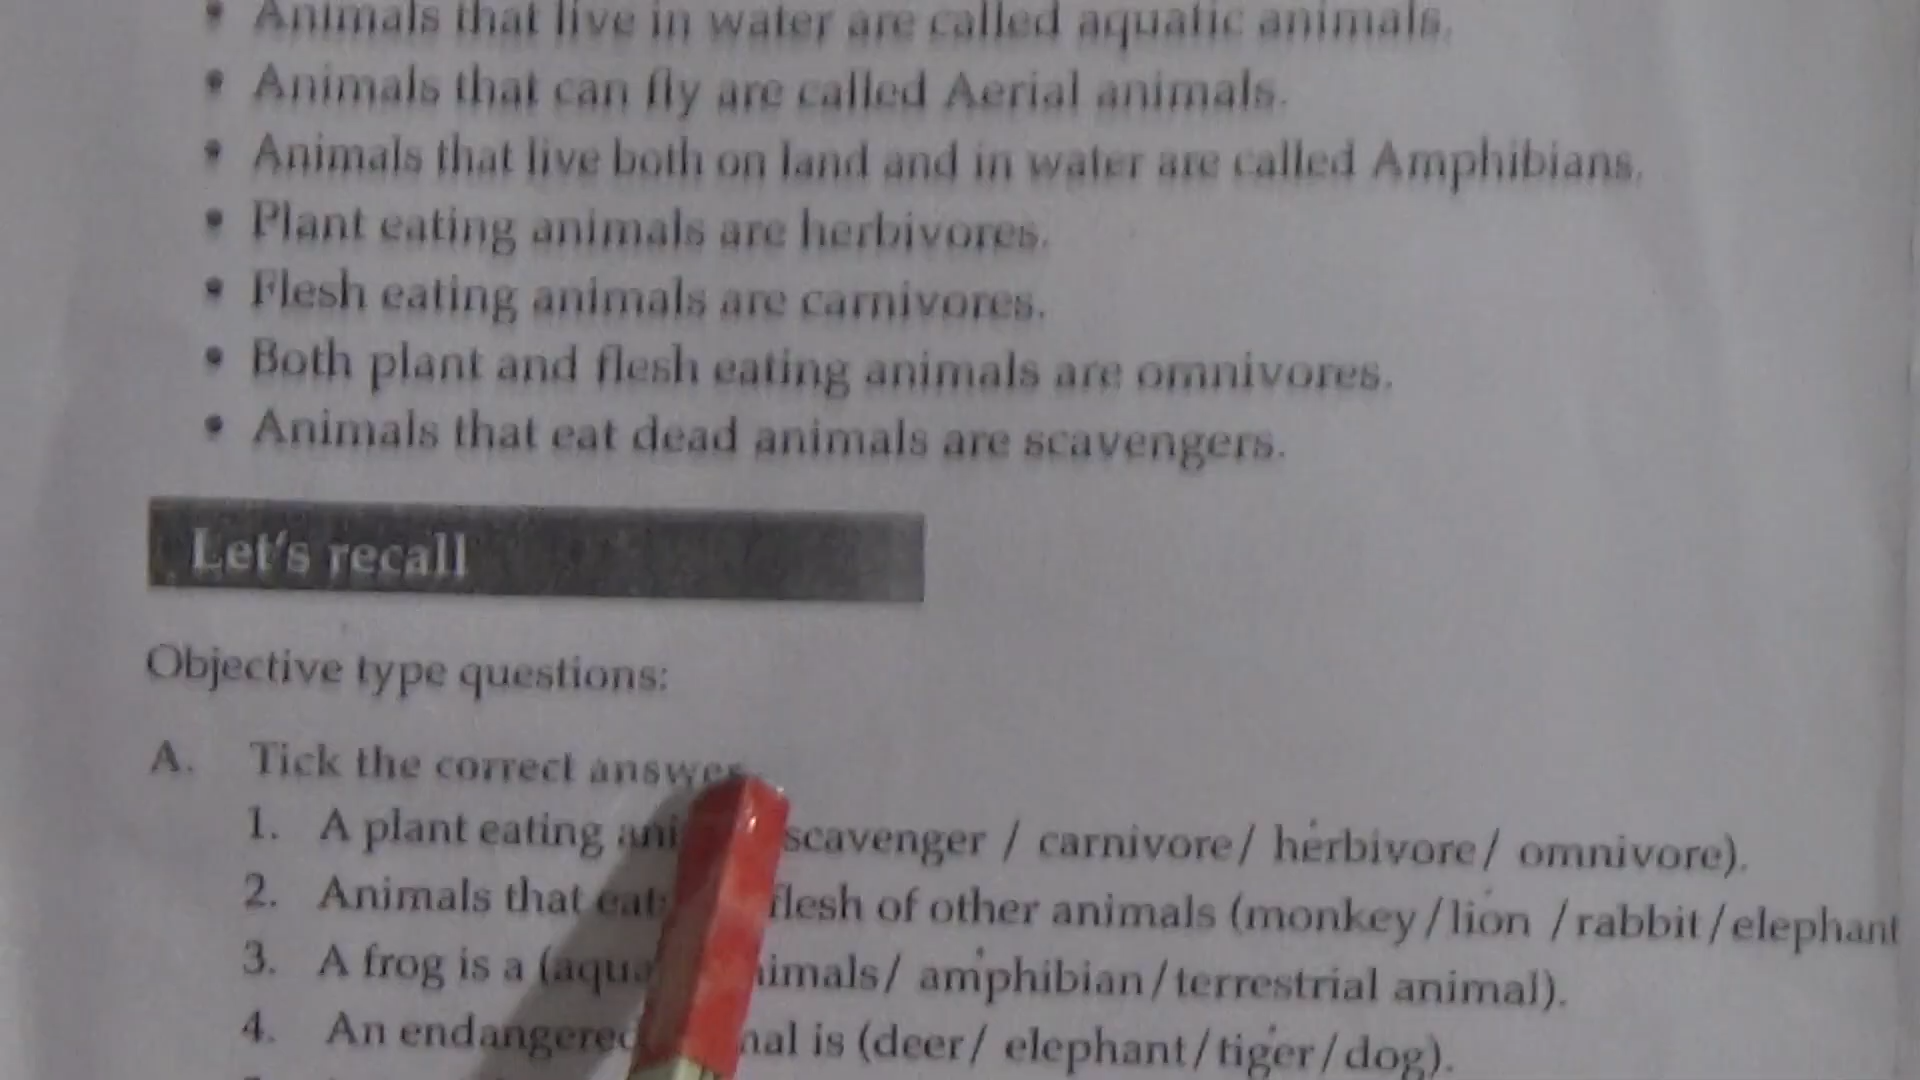 • Animals that live in water are called aquatic animals.
• Animals that can fly are called Aerial animals.
• Animals that live both on land and in water are called Amphibians.
• Plant eating animals are herbivores.
• Flesh eating animals are carnivores.
• Both plant and flesh eating animals are omnivores.
• Animals that eat dead animals are scavengers.
Let's recall
Objective type questions:
A. Tick the correct answer
1. A plant eating scavenger / carnivore/ herbivore/ omnivore).
2. Animals that eat flesh of other animals (monkey/lion /rabbit/elephant
3. A frog is a (aqua imals/ amphibian/terrestrial animal).
4. An endangered nal is (deer/ elephant/tiger/dog).